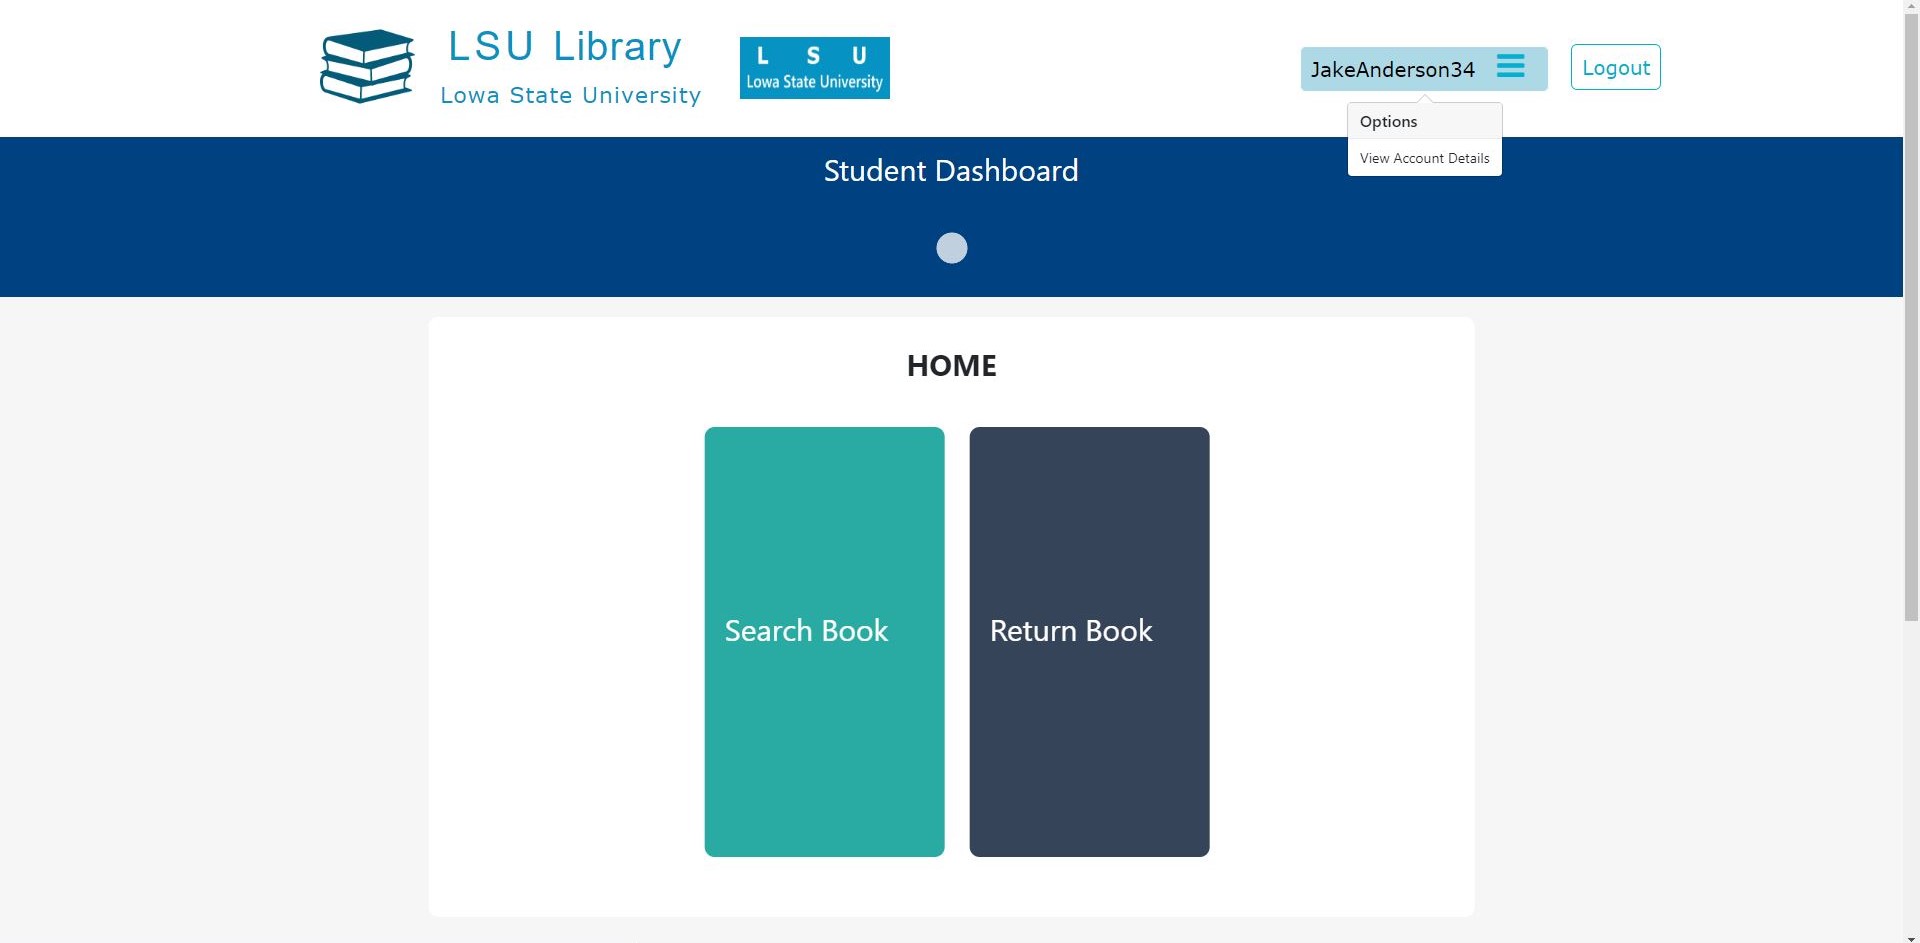 LSU Library
Lowa State University
L S U
Lowa State University
JakeAnderson34
Logout
Options
View Account Details
Student Dashboard
HOME
Search Book
Return Book